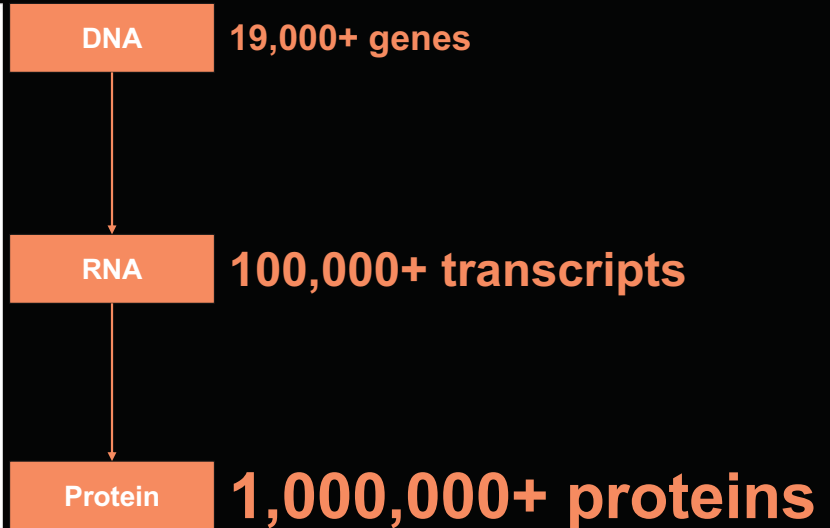 DNA
19,000+ genes
RNA
100,000+ transcripts
Protein
1,000,000+ proteins